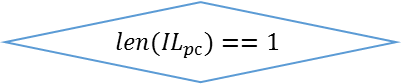 len(IL_pc) == 1